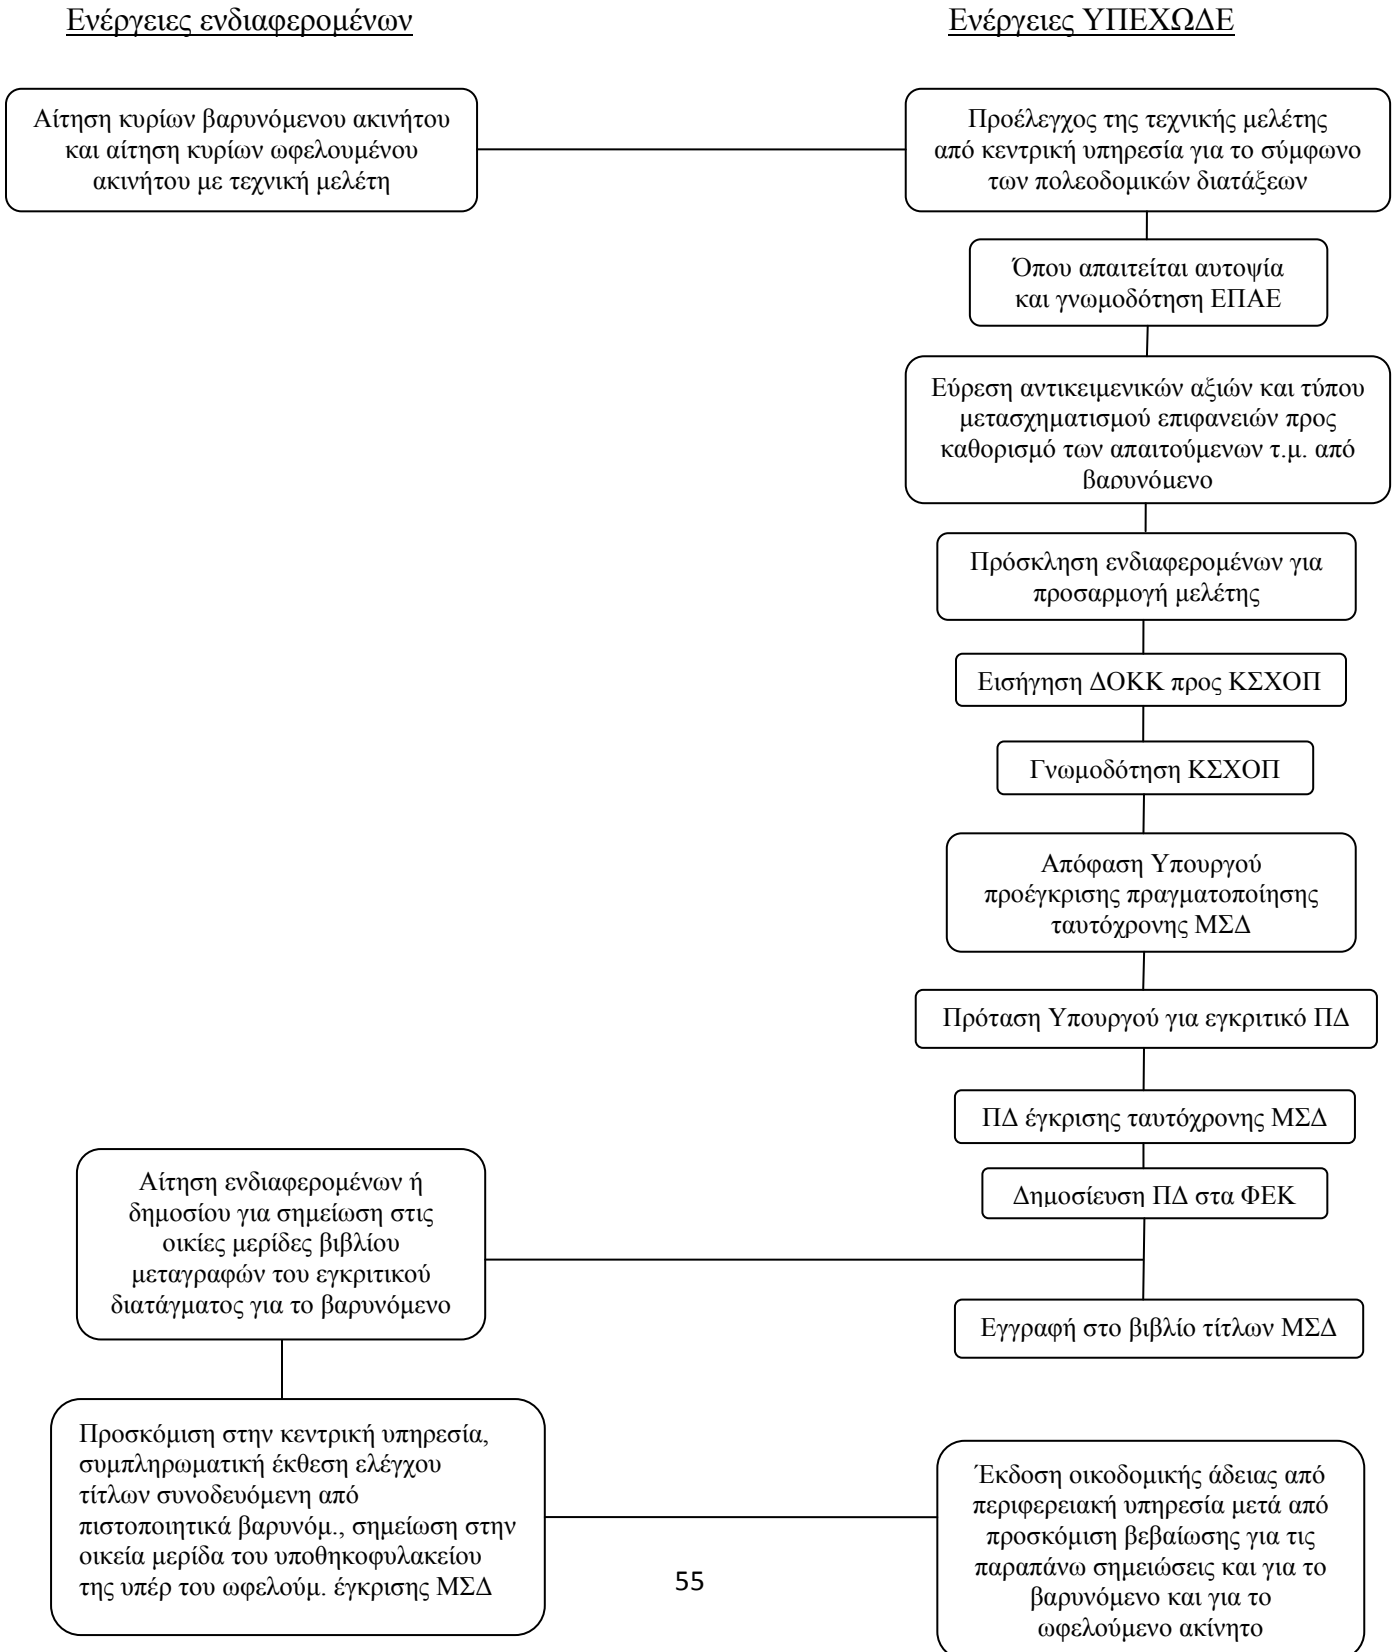 Ενέργειες ενδιαφερομένων
Ενέργειες ΥΠΕΧΩΔΕ
Αίτηση κυρίων βαρυνόμενου ακινήτου
και αίτηση κυρίων ωφελουμένου
ακινήτου με τεχνική μελέτη
Προέλεγχος της τεχνικής μελέτης
από κεντρική υπηρεσία για το σύμφωνο
των πολεοδομικών διατάξεων
Όπου απαιτείται αυτοψία
και γνωμοδότηση ΕΠΑΕ
Εύρεση αντικειμενικών αξιών και τύπου
μετασχηματισμού επιφανειών προς
καθορισμό των απαιτούμενων τ.μ. από
βαρυνόμενο
Πρόσκληση ενδιαφερομένων για
προσαρμογή μελέτης
Εισήγηση ΔΟΚΚ προς ΚΣΧΟΠ
Γνωμοδότηση ΚΣΧΟΠ
Απόφαση Υπουργού
προέγκρισης πραγματοποίησης
ταυτόχρονης ΜΣΔ
Πρόταση Υπουργού για εγκριτικό ΠΔ
ΠΔ έγκρισης ταυτόχρονης ΜΣΔ
Δημοσίευση ΠΔ στα ΦΕΚ
Αίτηση ενδιαφερομένων ή
δημοσίου για σημείωση στις
οικίες μερίδες βιβλίου
μεταγραφών του εγκριτικού
διατάγματος για το βαρυνόμενο
Εγγραφή στο βιβλίο τίτλων ΜΣΔ
Προσκόμιση στην κεντρική υπηρεσία,
συμπληρωματική έκθεση ελέγχου
τίτλων συνοδευόμενη από
πιστοποιητικά βαρυνόμ., σημείωση στην
οικεία μερίδα του υποθηκοφυλακείου
της υπέρ του ωφελούμ. έγκρισης ΜΣΔ
Έκδοση οικοδομικής άδειας από
περιφερειακή υπηρεσία μετά από
προσκόμιση βεβαίωσης για τις
παραπάνω σημειώσεις και για το
βαρυνόμενο και για το
ωφελούμενο ακίνητο
55